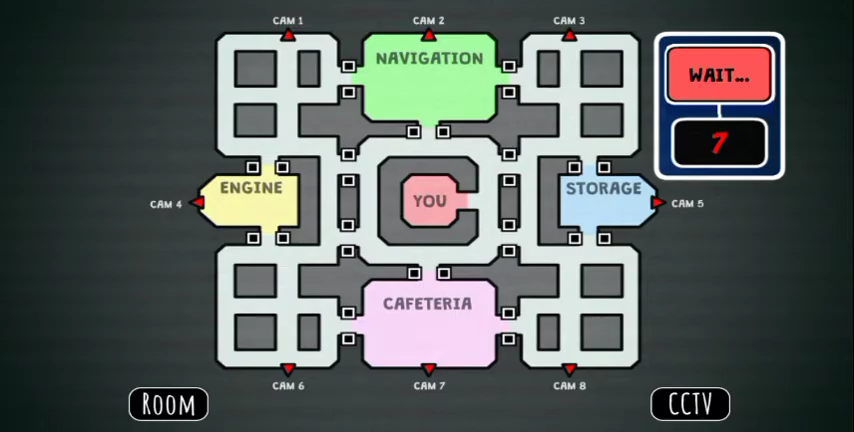 CAM 1
CAM 2
CAM 3
NAVIGATION
WAIT...
7
ENGINE
YOU
STORAGE
CAM 4
CAM 5
CAFETERIA
CAM 6
CAM 7
CAM 8
ROOM
CCTV